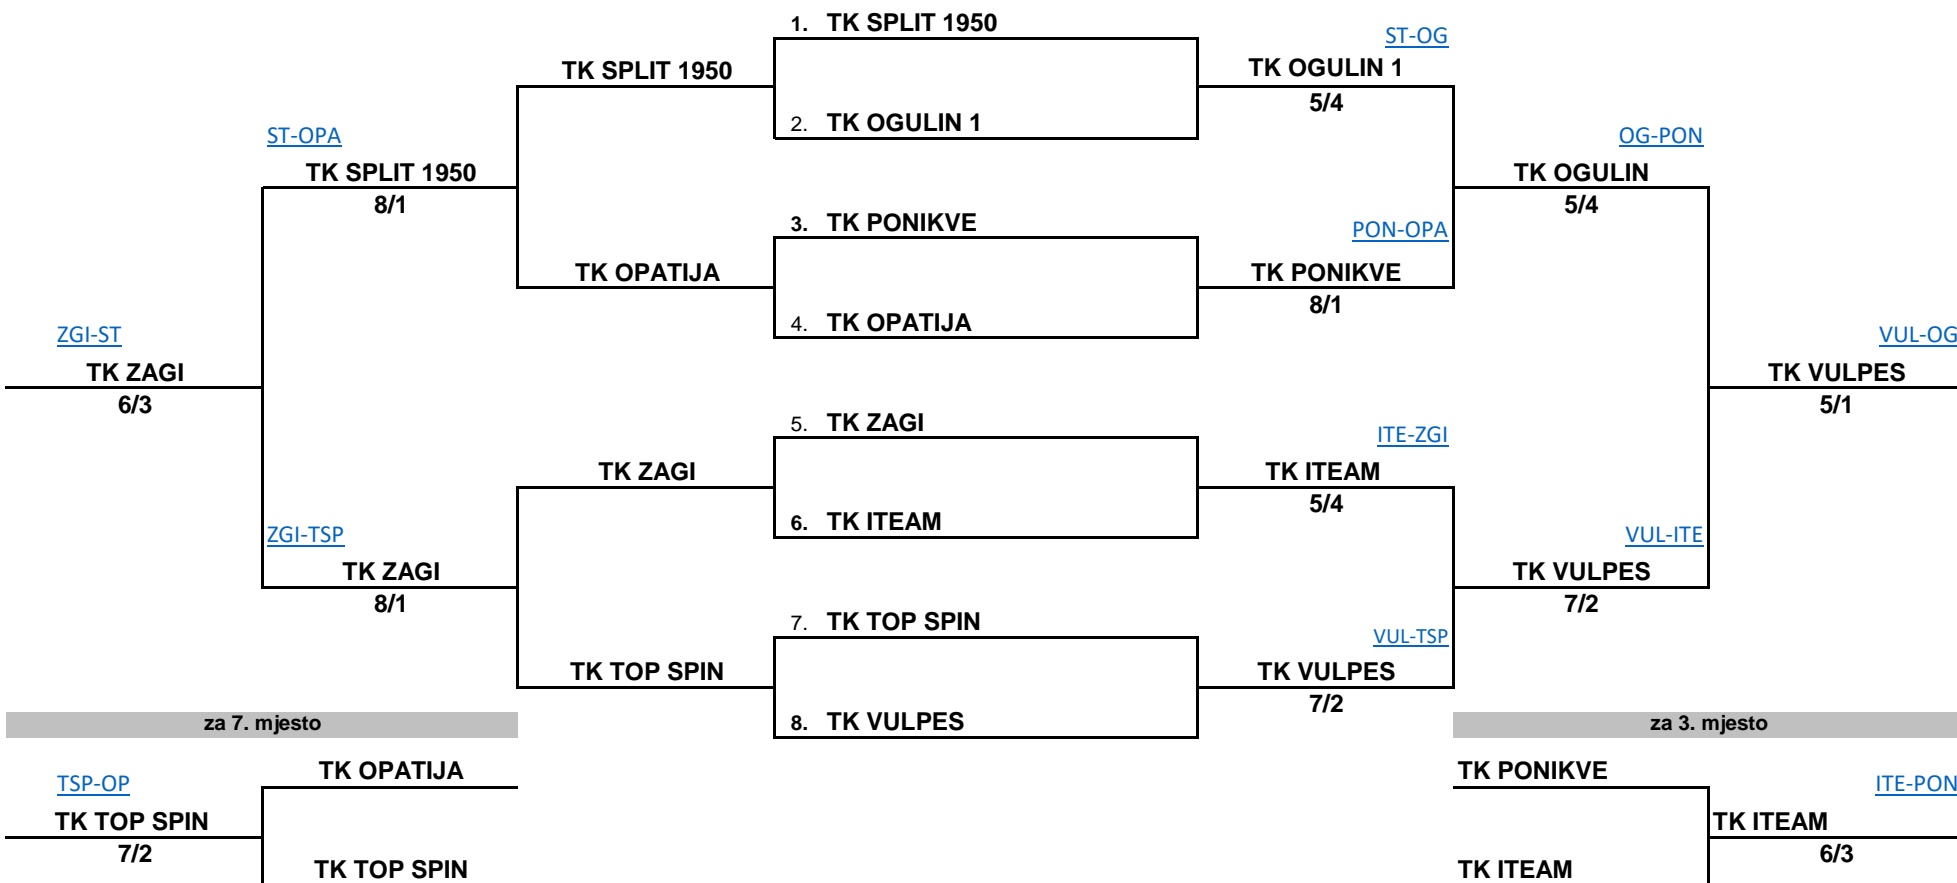 1. TK SPLIT 1950
ST-OG
TK SPLIT 1950
TK OGULIN 1
5/4
ST-OPA
2. TK OGULIN 1
OG-PON
TK SPLIT 1950
TK OGULIN
8/1
5/4
3. TK PONIKVE
PON-OPA
TK OPATIJA
TK PONIKVE
8/1
ZGI-ST
4. TK OPATIJA
VUL-OG
TK ZAGI
TK VULPES
6/3
5/1
5. TK ZAGI
ITE-ZGI
TK ZAGI
TK ITEAM
5/4
ZGI-TSP
6. TK ITEAM
VUL-ITE
TK ZAGI
TK VULPES
8/1
7/2
7. TK TOP SPIN
VUL-TSP
TK TOP SPIN
TK VULPES
7/2
za 7. mjesto
8. TK VULPES
za 3. mjesto
TK OPATIJA
TK PONIKVE
TSP-OP
ITE-PON
TK TOP SPIN
TK ITEAM
7/2
6/3
TK TOP SPIN
TK ITEAM